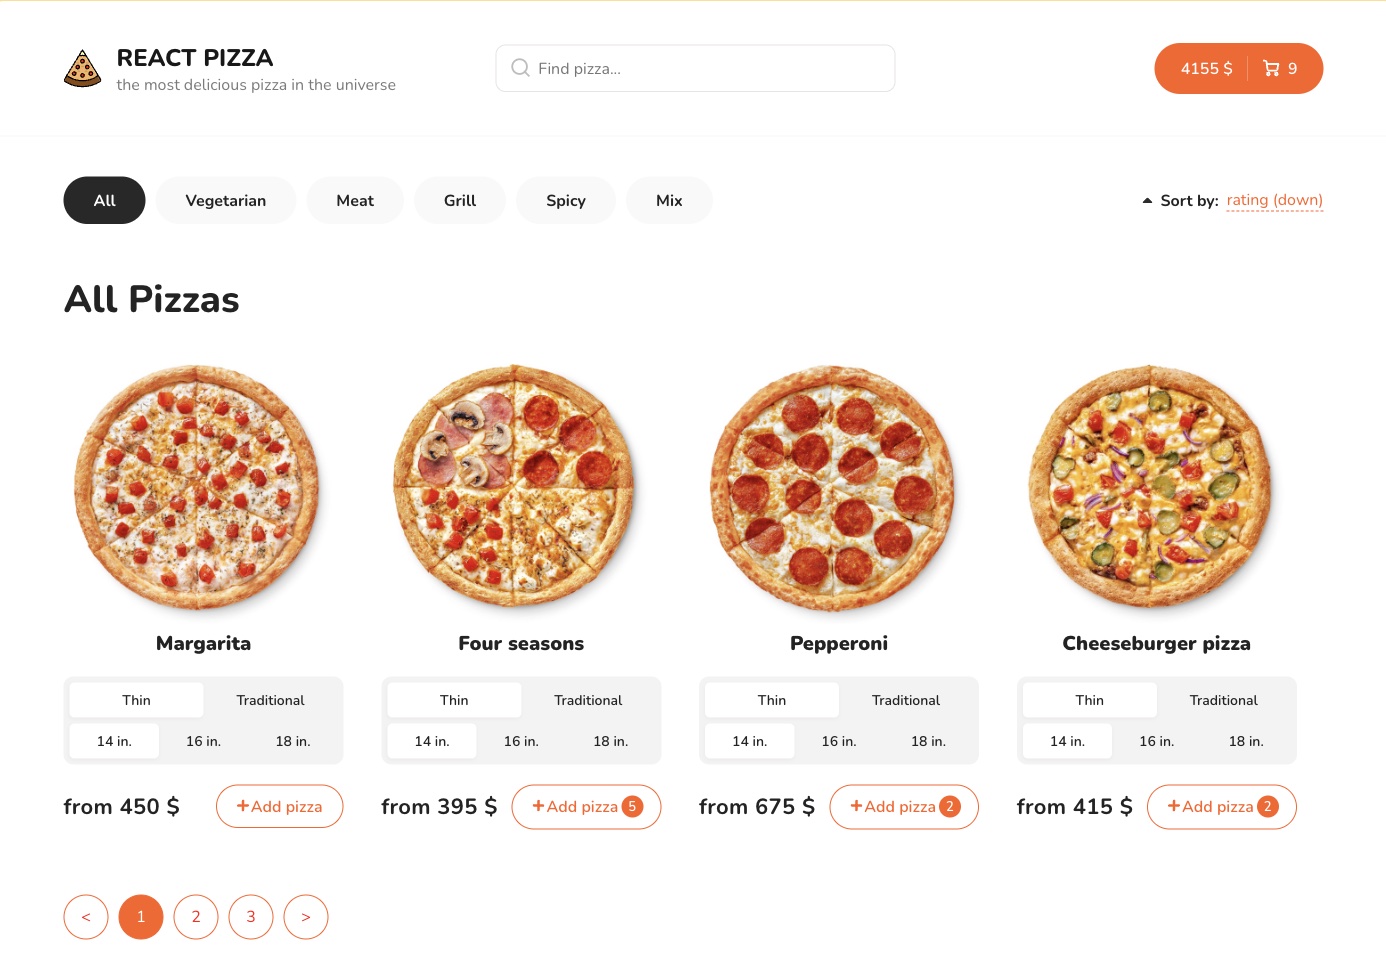 REACT PIZZA
the most delicious pizza in the universe
Find pizza...
4155 $ 9
All Vegetarian Meat Grill Spicy Mix
Sort by: rating (down)
All Pizzas
Margarita
Thin Traditional
14 in. 16 in. 18 in.
from 450 $ +Add pizza
Four seasons
Thin Traditional
14 in. 16 in. 18 in.
from 395 $ +Add pizza 5
Pepperoni
Thin Traditional
14 in. 16 in. 18 in.
from 675 $ +Add pizza 2
Cheeseburger pizza
Thin Traditional
14 in. 16 in. 18 in.
from 415 $ +Add pizza 2
< 1 2 3 >